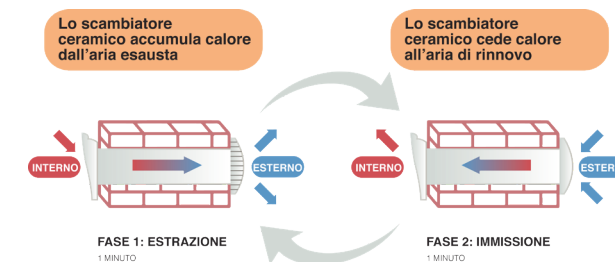 Lo scambiatore
ceramico accumula calore
dall'aria esausta
Lo scambiatore
ceramico cede calore
all'aria di rinnovo
INTERNO
ESTERNO
INTERNO
ESTER
FASE 1: ESTRAZIONE
1 MINUTO
FASE 2: IMMISSIONE
1 MINUTO